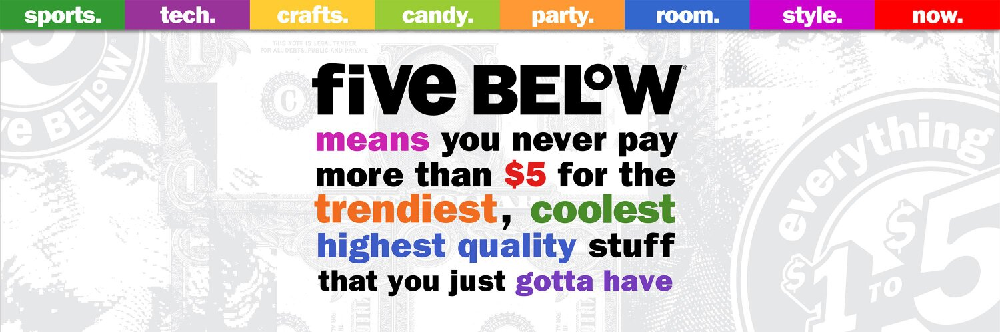 sports. tech. crafts. candy. party. room. style. now.
THIS NOTE IS LEGAL TENDER
FOR ALL DEBTS, PUBLIC AND PRIVATE
five BELoW®
means you never pay
more than $5 for the
trendiest, coolest
highest quality stuff
that you just gotta have
BELoW®
everything
$1 TO $5
C